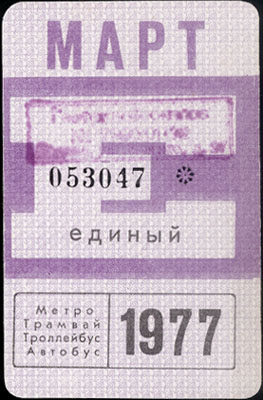 МАРТ
053047 *
единый
Метро
Трамвай
Троллейбус
Автобус
1977